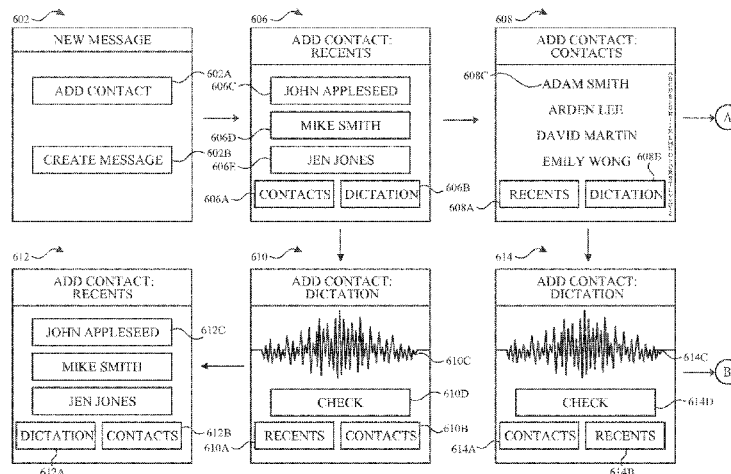 602
NEW MESSAGE
ADD CONTACT
602A
CREATE MESSAGE
602B
606
ADD CONTACT:
RECENTS
606C
JOHN APPLESEED
606D
MIKE SMITH
606E
JEN JONES
606A
CONTACTS
DICTATION
606B
608
ADD CONTACT:
CONTACTS
608C
ADAM SMITH
ARDEN LEE
DAVID MARTIN
EMILY WONG
608B
608A
RECENTS
DICTATION
A
612
ADD CONTACT:
RECENTS
JOHN APPLESEED
612C
MIKE SMITH
JEN JONES
DICTATION
CONTACTS
612B
612A
610
ADD CONTACT:
DICTATION
610C
610D
CHECK
610B
RECENTS
CONTACTS
610A
614
ADD CONTACT:
DICTATION
614C
CHECK
614D
CONTACTS
RECENTS
614A
614B
B